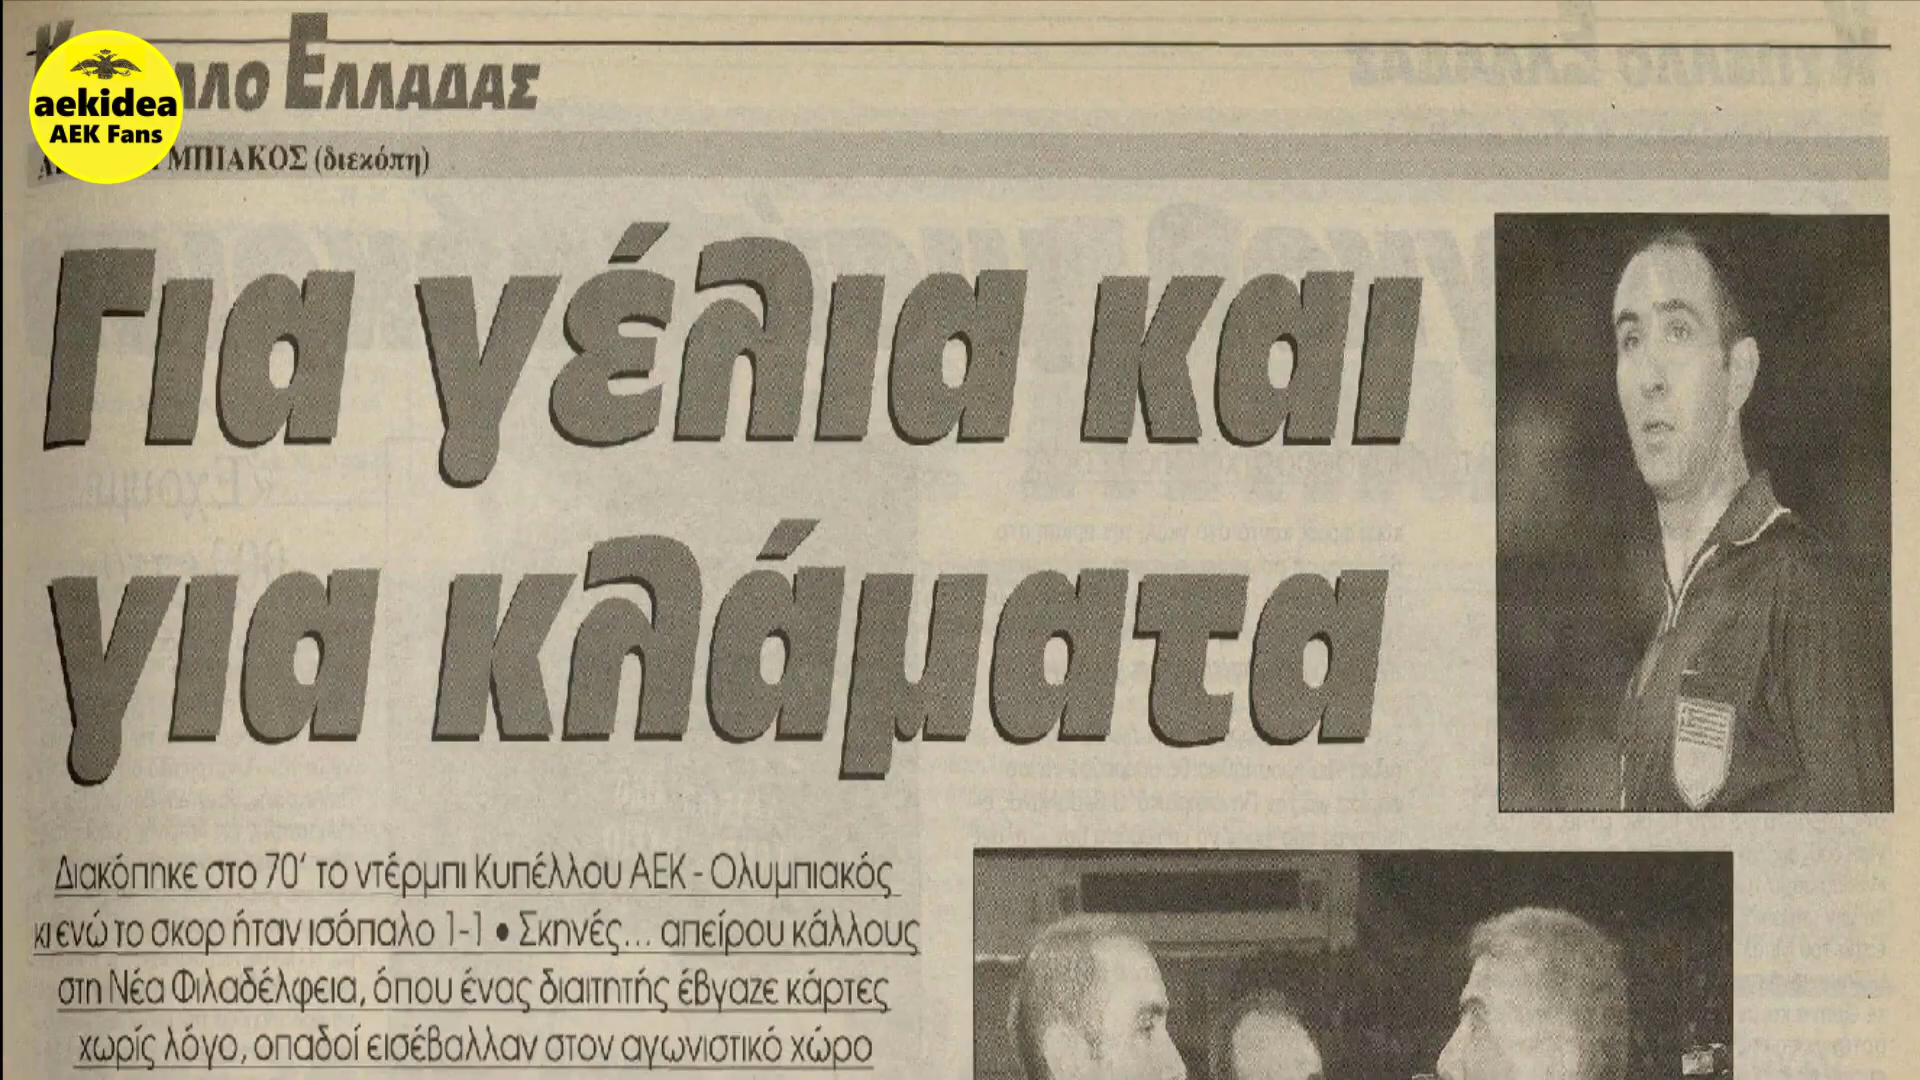 ΛΛΟ ΕΛΛΑΔΑΣ
aekidea
AEK Fans
ΜΠΙΑΚΟΣ (διεκόπη)
Για γέλια και
για κλάματα
Διακόπηκε στο 70' το ντέρμπι Κυπέλλου ΑΕΚ - Ολυμπιακός
κι ενώ το σκορ ήταν ισόπαλο 1-1 • Σκηνές... απείρου κάλλους
στη Νέα Φιλαδέλφεια, όπου ένας διαιτητής έβγαζε κάρτες
χωρίς λόγο, οπαδοί εισέβαλλαν στον αγωνιστικό χώρο